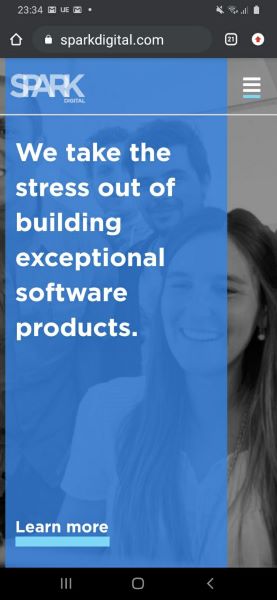 23:34 UE
sparkdigital.com 21
SPARK
DIGITAL
We take the
stress out of
building
exceptional
software
products.
Learn more